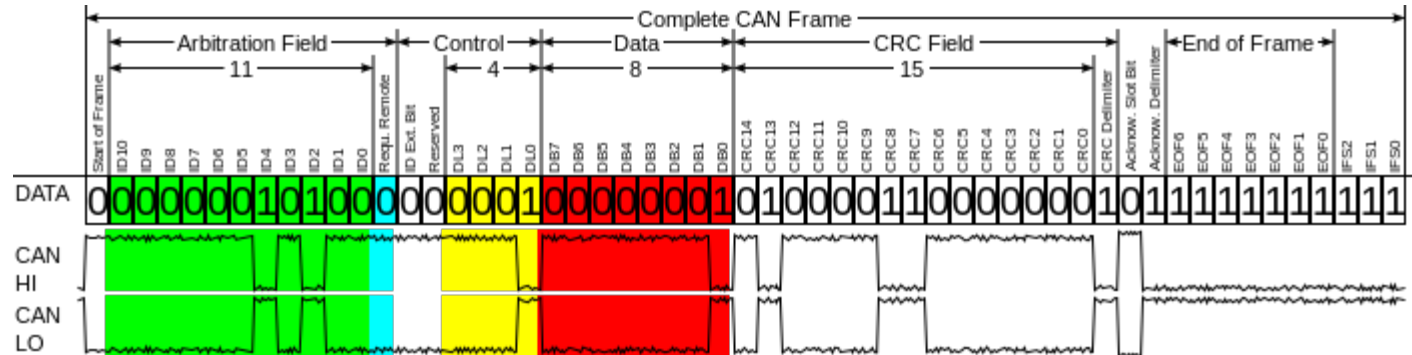 Complete CAN Frame
Arbitration Field Control Data CRC Field End of Frame
11 4 8 15
Start of Frame
ID10
ID9
ID8
ID7
ID6
ID5
ID4
ID3
ID2
ID1
ID0
Requ. Remote
ID Ext. Bit
Reserved
DL3
DL2
DL1
DL0
DB7
DB6
DB5
DB4
DB3
DB2
DB1
DB0
CRC14
CRC13
CRC12
CRC11
CRC10
CRC9
CRC8
CRC7
CRC6
CRC5
CRC4
CRC3
CRC2
CRC1
CRC0
CRC Delimiter
Acknow. Slot Bit
Acknow. Delimiter
EOF6
EOF5
EOF4
EOF3
EOF2
EOF1
EOF0
IFS2
IFS1
IFS0
DATA 0 0 0 0 0 0 0 1 0 1 0 0 0 0 0 0 0 0 1 0 0 0 0 0 0 0 1 0 1 0 0 0 0 1 1 0 0 0 0 0 0 0 1 0 1 1 1 1 1 1 1 1 1 1 1
CAN
HI
CAN
LO